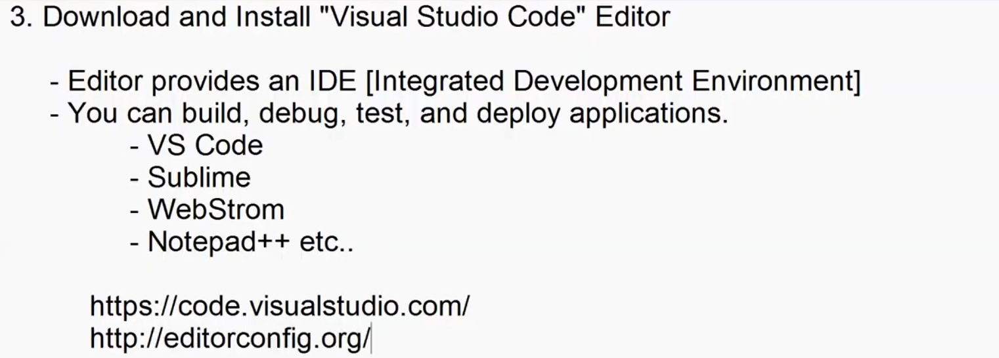 3. Download and Install "Visual Studio Code" Editor
- Editor provides an IDE [Integrated Development Environment]
- You can build, debug, test, and deploy applications.
- VS Code
- Sublime
- WebStrom
- Notepad++ etc..
https://code.visualstudio.com/
http://editorconfig.org/